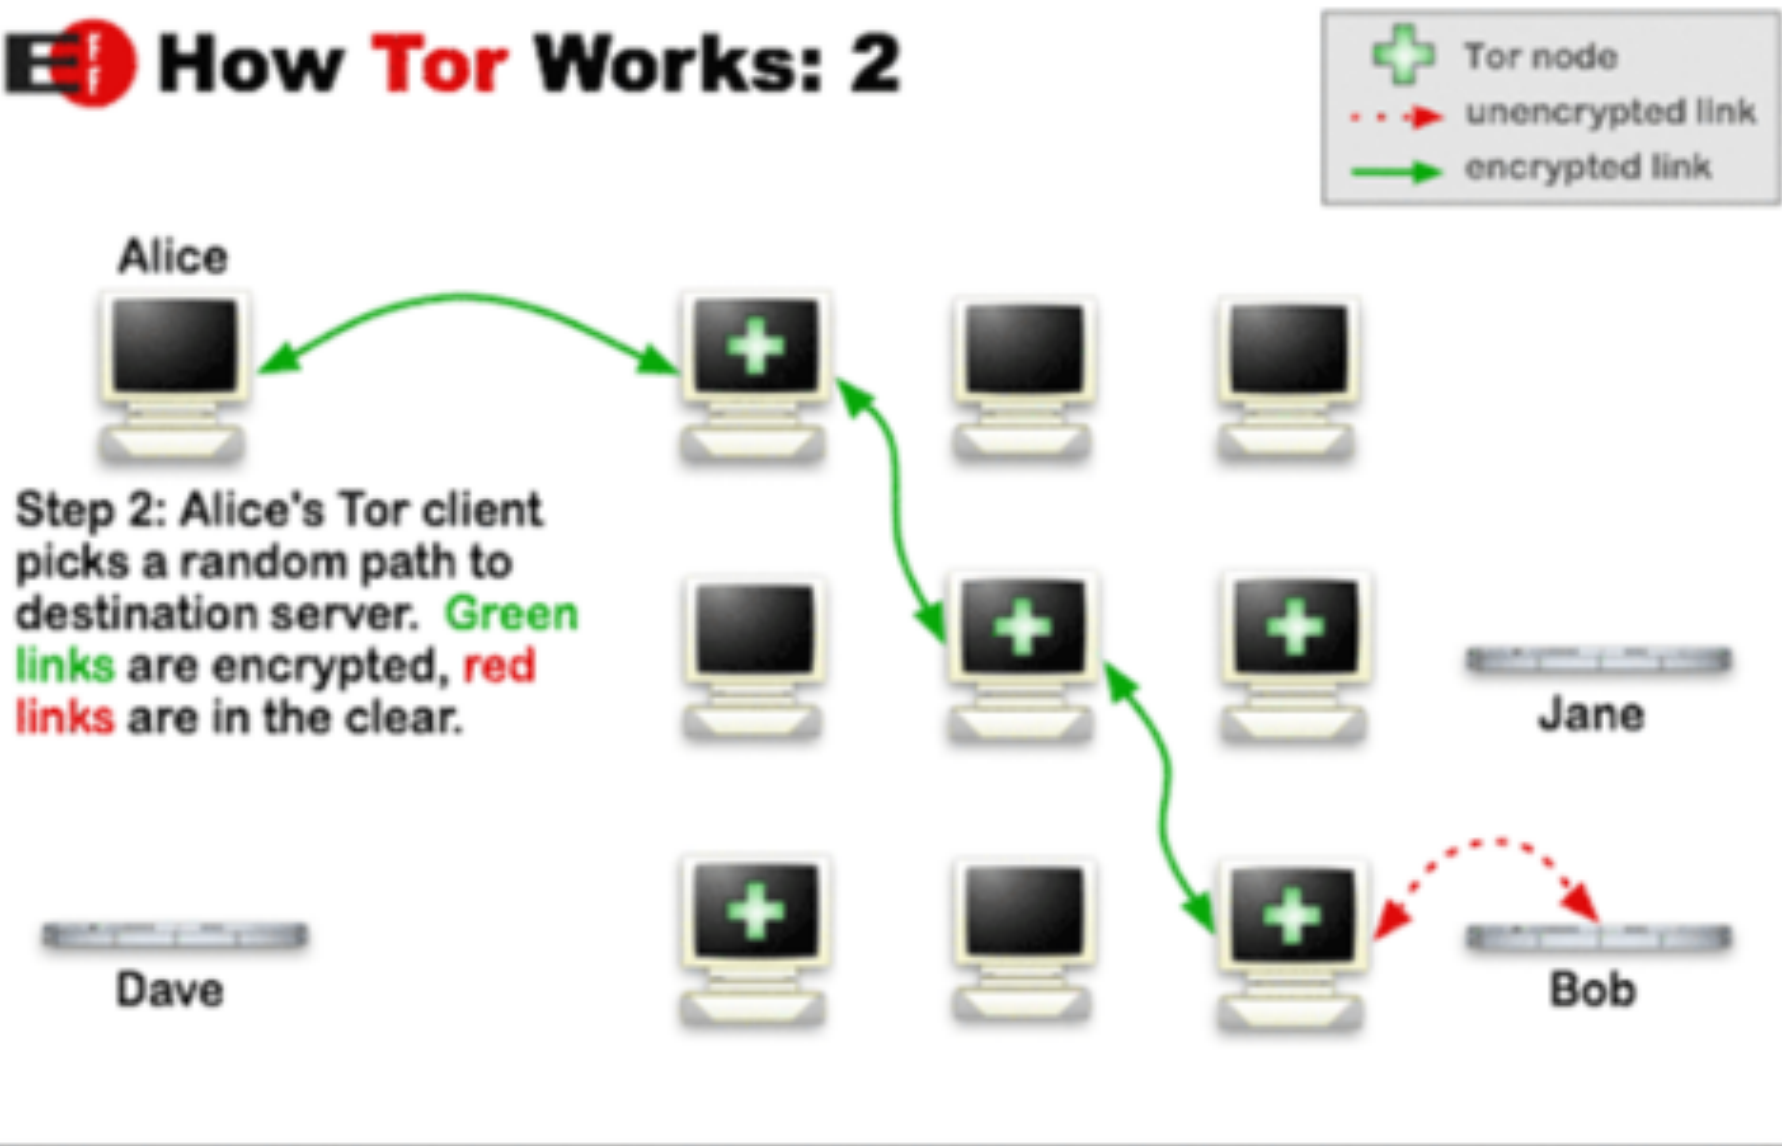 EFF How Tor Works: 2
Tor node
unencrypted link
encrypted link
Alice
Step 2: Alice's Tor client
picks a random path to
destination server. Green
links are encrypted, red
links are in the clear.
Jane
Dave
Bob